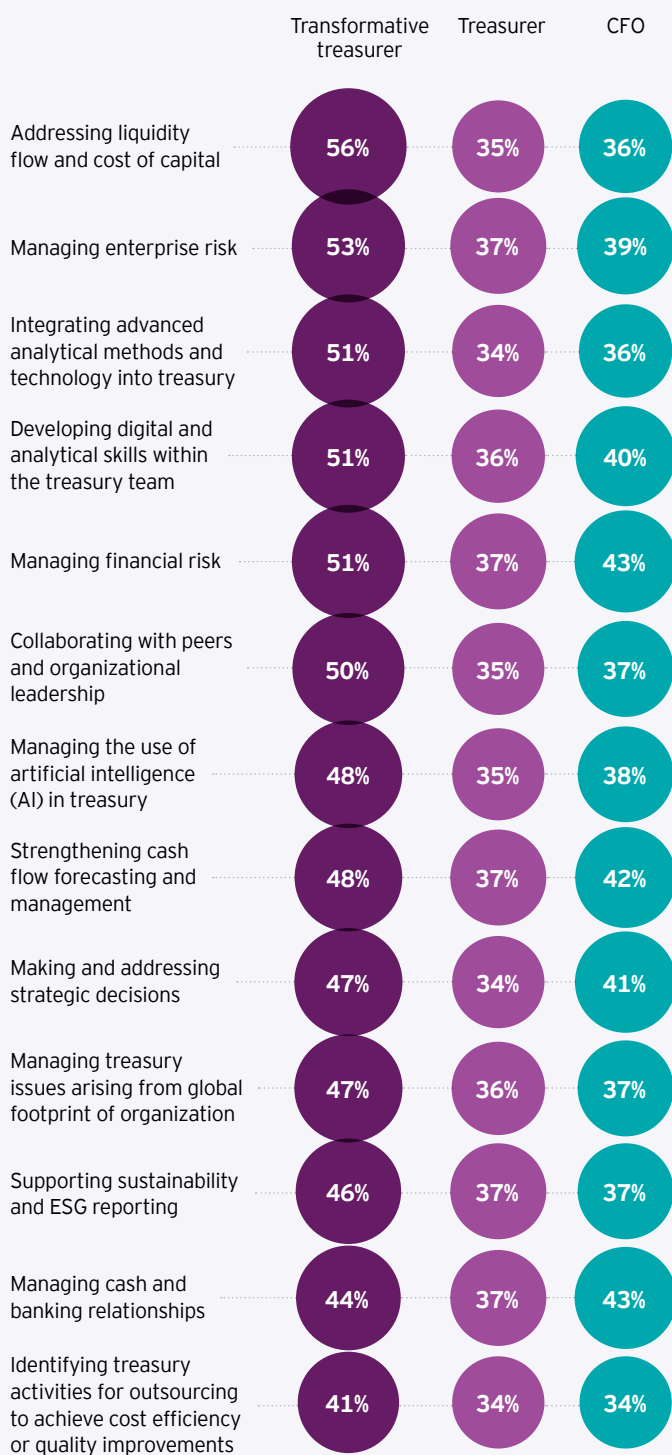 Transformative treasurer Treasurer CFO
Addressing liquidity
flow and cost of capital
56% 35% 36%
Managing enterprise risk 53% 37% 39%
Integrating advanced
analytical methods and
technology into treasury
51% 34% 36%
Developing digital and
analytical skills within
the treasury team
51% 36% 40%
Managing financial risk 51% 37% 43%
Collaborating with peers
and organizational
leadership
50% 35% 37%
Managing the use of
artificial intelligence
(AI) in treasury
48% 35% 38%
Strengthening cash
flow forecasting and
management
48% 37% 42%
Making and addressing
strategic decisions
47% 34% 41%
Managing treasury
issues arising from global
footprint of organization
47% 36% 37%
Supporting sustainability
and ESG reporting
46% 37% 37%
Managing cash and
banking relationships
44% 37% 43%
Identifying treasury
activities for outsourcing
to achieve cost efficiency
or quality improvements
41% 34% 34%